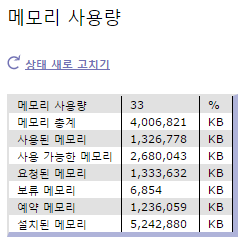 메모리 사용량
상태 새로 고치기
메모리 사용량 33 %
메모리 총계 4,006,821 KB
사용된 메모리 1,326,778 KB
사용 가능한 메모리 2,680,043 KB
요청된 메모리 1,333,632 KB
보류 메모리 6,854 KB
예약 메모리 1,236,059 KB
설치된 메모리 5,242,880 KB